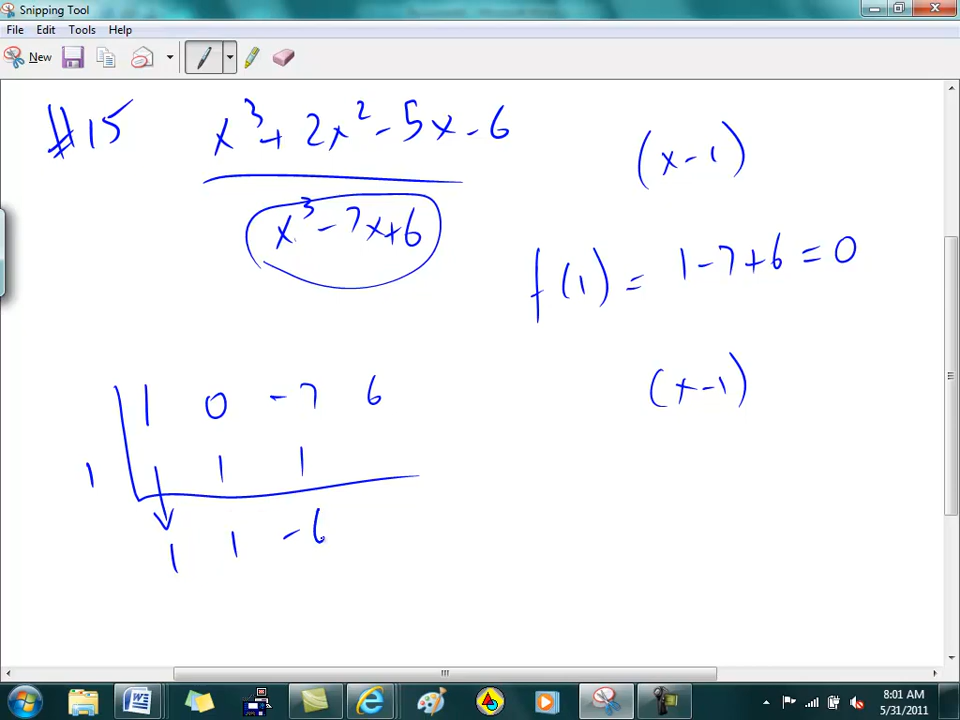 Snipping Tool
File Edit Tools Help
New
#15
x³ + 2x² - 5x - 6
x³ - 7x + 6
(x - 1)
f(1) = 1 - 7 + 6 = 0
(x - 1)
1 0 -7 6
1 1 1
1 1 -6
8:01 AM
5/31/2011